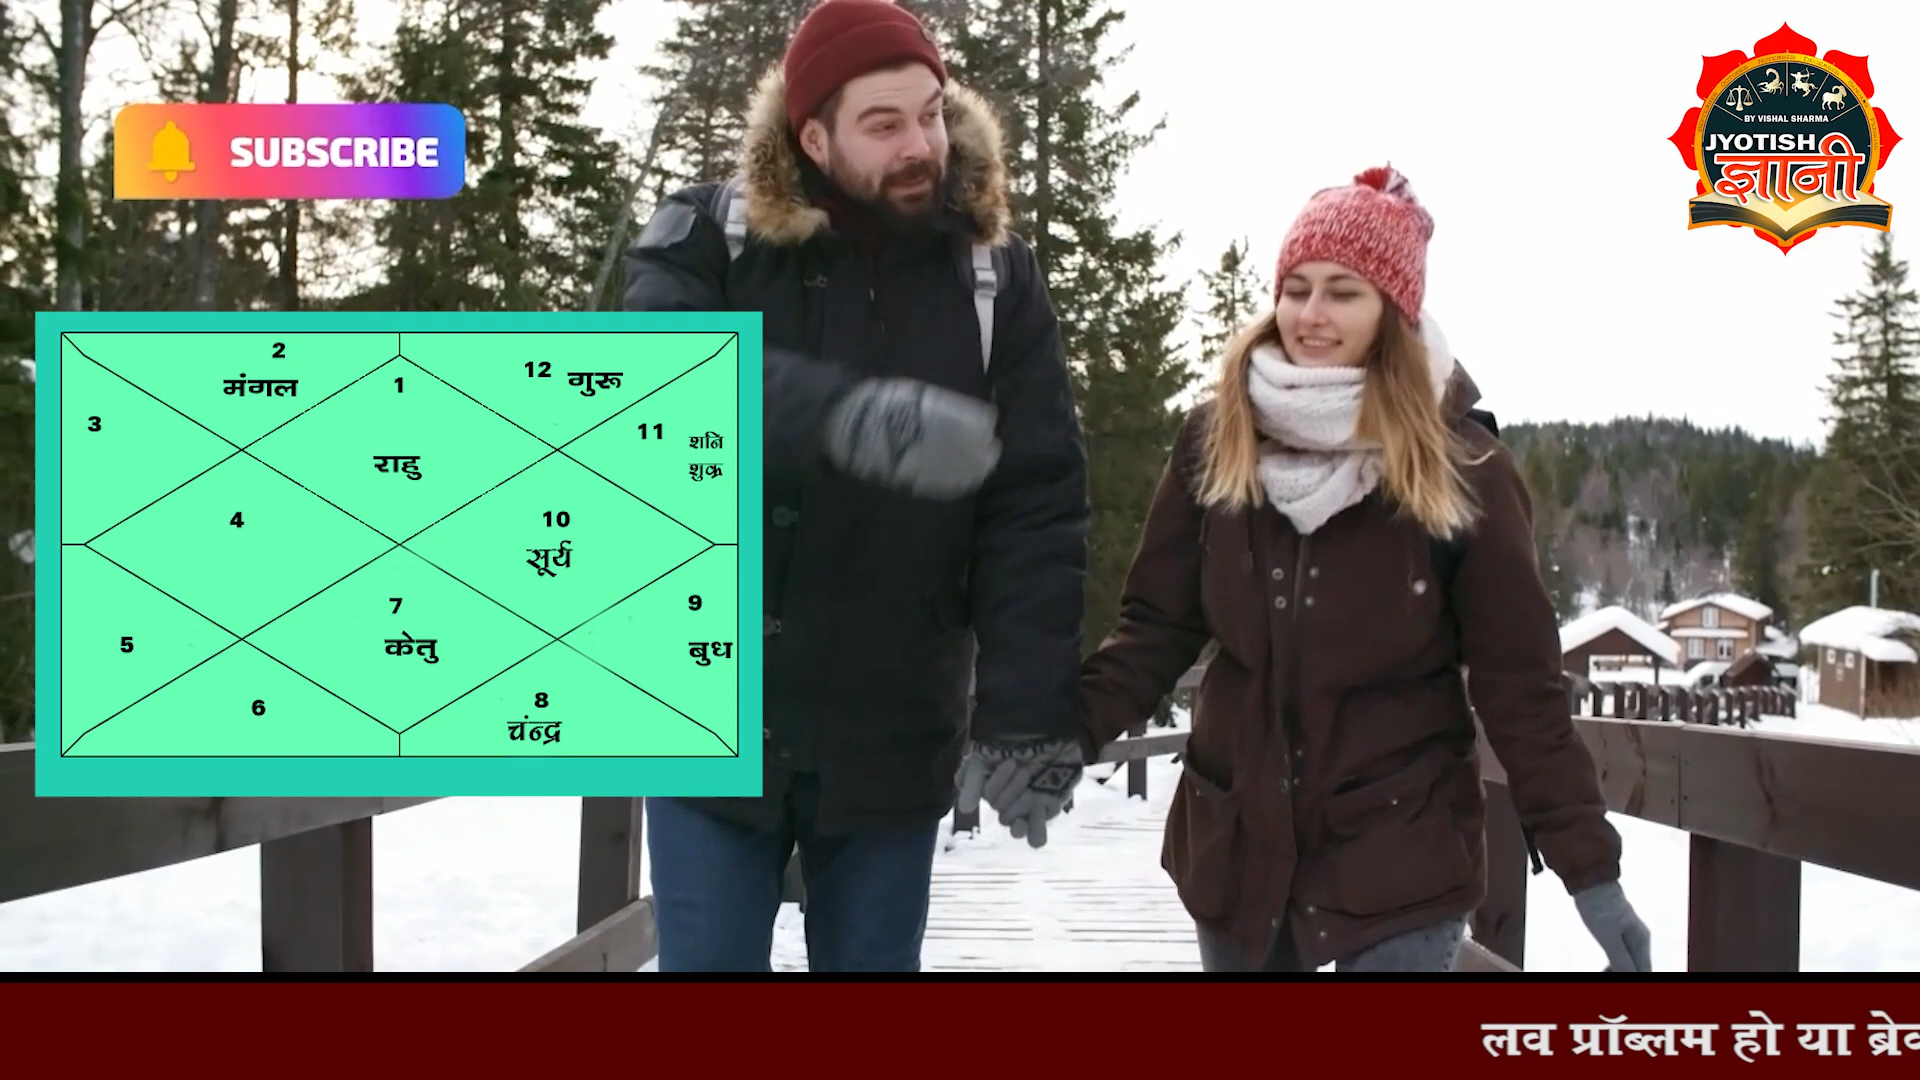 SUBSCRIBE
BY VISHAL SHARMA
JYOTISH
ज्ञानी
2
मंगल
1
12 गुरू
3
11
शनि
शुक्र
राहु
4
10
सूर्य
7
केतु
9
बुध
5
6
8
चंन्द्र
लव प्रॉब्लम हो या